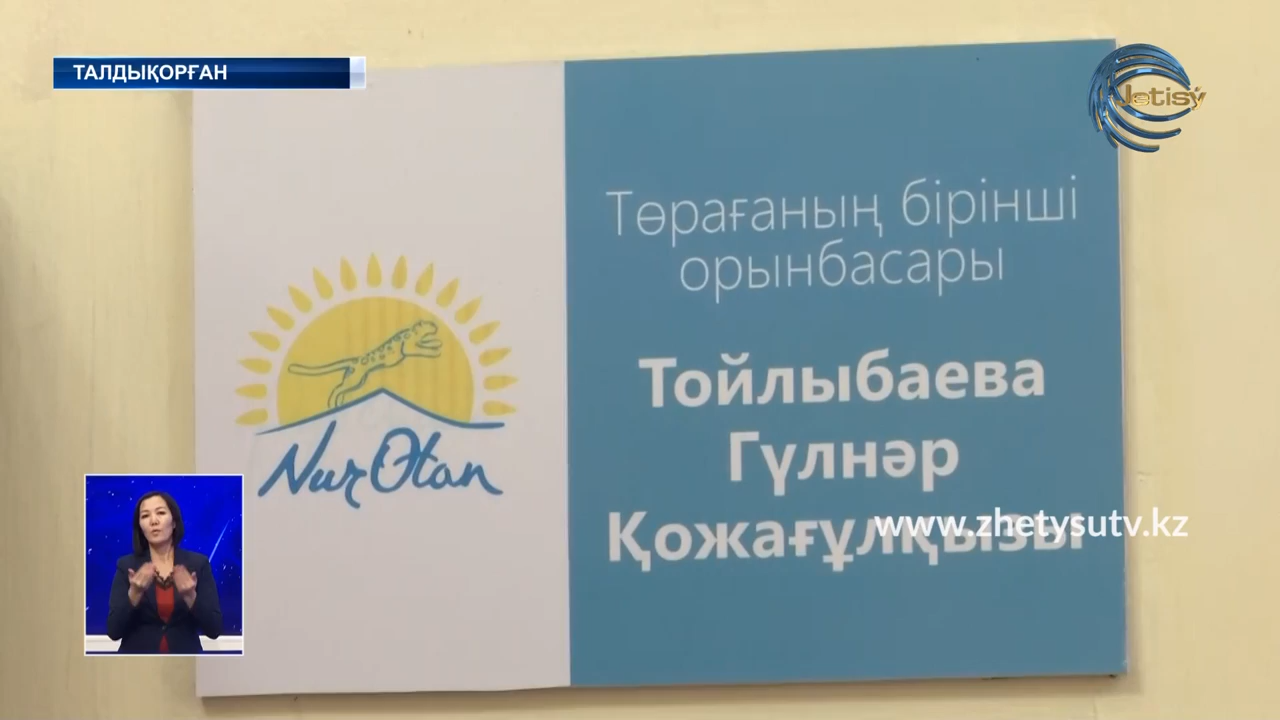 ТАЛДЫҚОРҒАН
Jetisý
Төрағаның бірінші
орынбасары
Тойлыбаева
Гүлнәр
Қожағұлқызы
Nur Otan
www.zhetysutv.kz